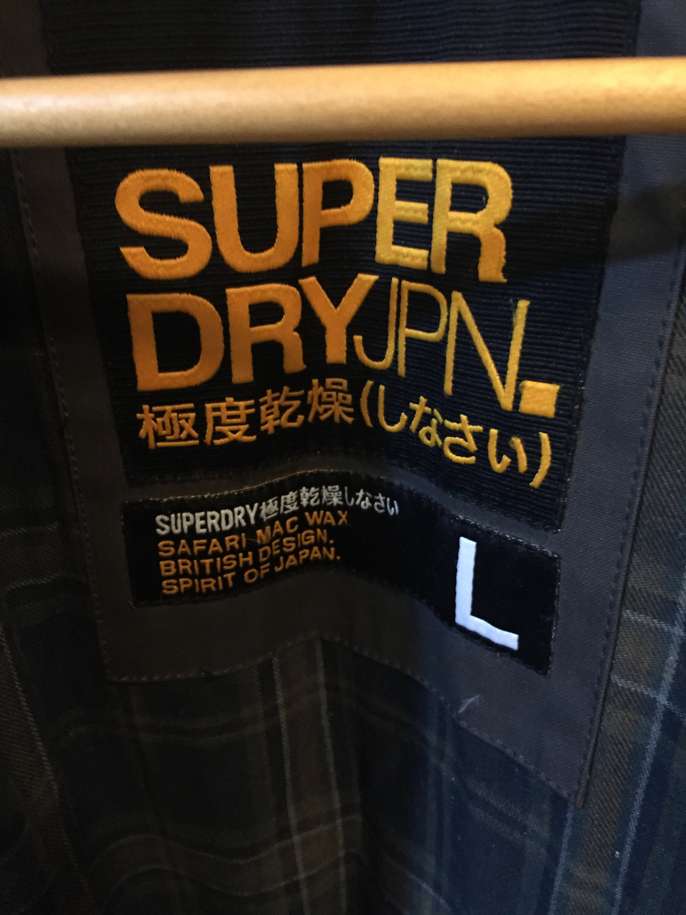 SUPER
DRYJPN.
極度乾燥(しなさい)
SUPERDRY極度乾燥しなさい
SAFARI MAC WAX
BRITISH DESIGN.
SPIRIT OF JAPAN.
L